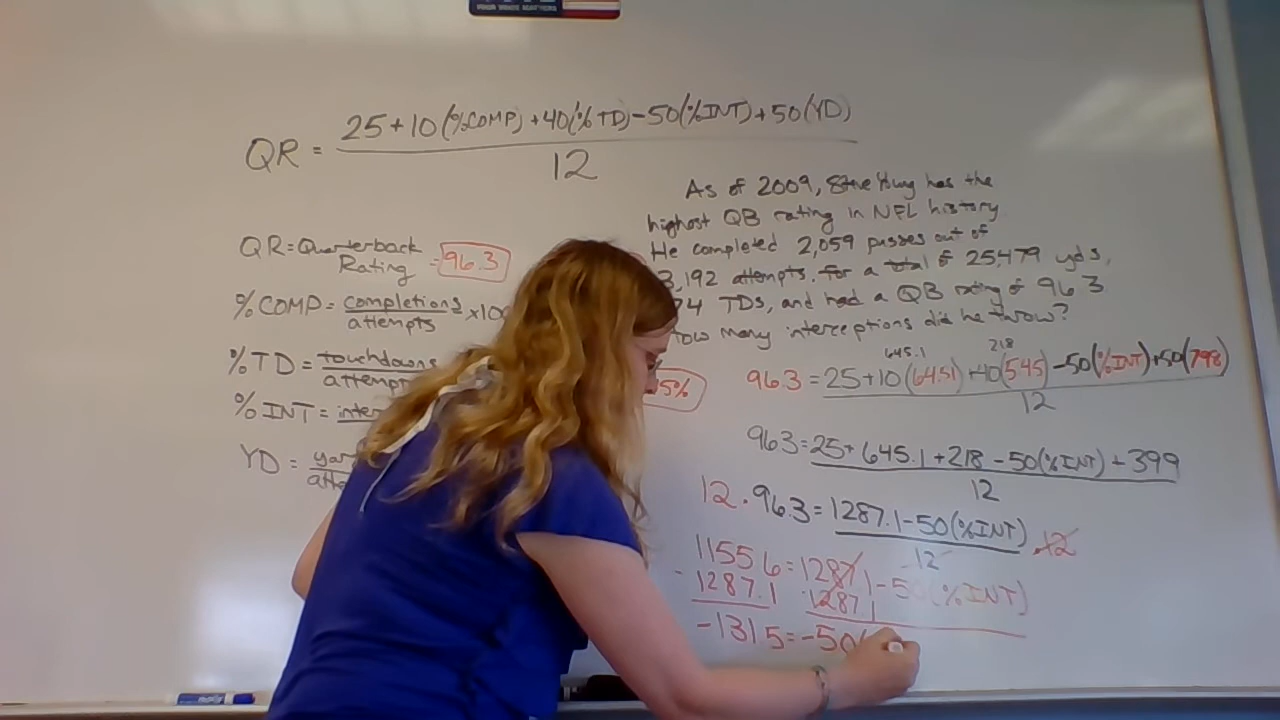 QR = 25 + 10(%COMP) + 40(%TD) - 50(%INT) + 50(YD)
12
As of 2009, Steve Young has the
highest QB rating in NFL history
He completed 2,059 passes out of
3,192 attempts. For a total of 25,479 yds,
TDs, and had a QB rating of 96.3
How many interceptions did he throw?
QR = Quarterback
Rating = 96.3
%COMP = completions
attempts x100
%TD = touchdowns
%INT =
YD =
5%
645.1 218
96.3 = 25 + 10(64.51) + 40(5.45) - 50(%INT) + 50(7.98)
12
96.3 = 25 + 645.1 + 218 - 50(%INT) + 399
12
12 · 96.3 = 1287.1 - 50(%INT) · 12
12
1155.6 = 1287.1 - 50(%INT)
- 1287.1 - 1287.1
-131.5 = -50(